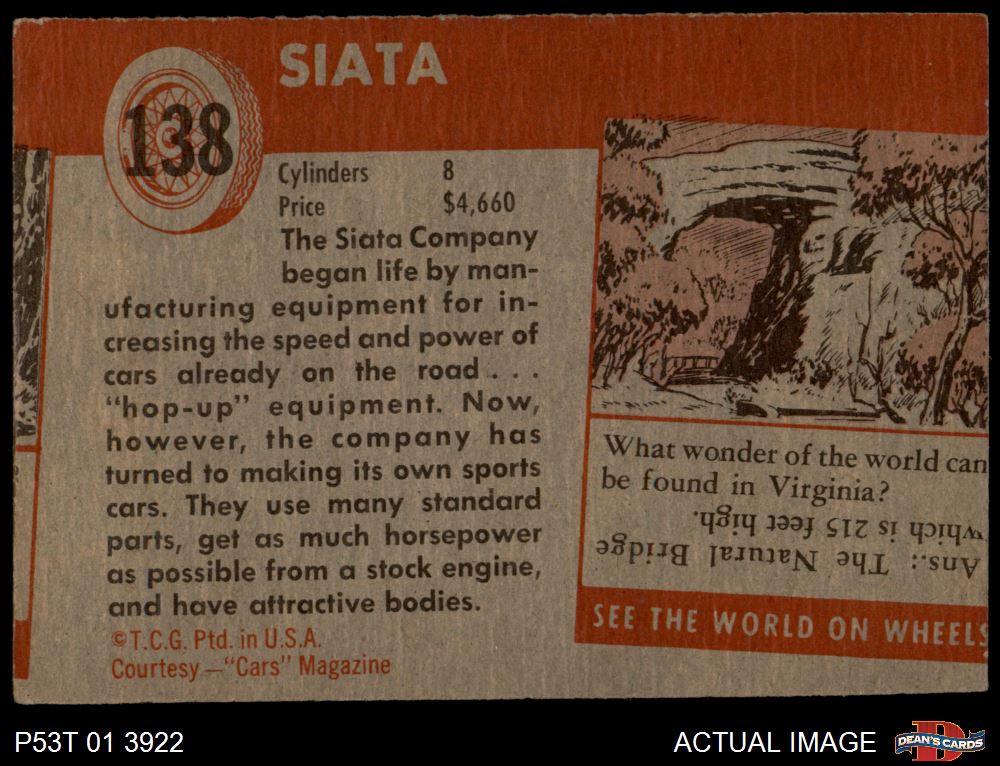 SIATA
138
Cylinders 8
Price $4,660
The Siata Company
began life by man-
ufacturing equipment for in-
creasing the speed and power of
cars already on the road . . .
"hop-up" equipment. Now,
however, the company has
turned to making its own sports
cars. They use many standard
parts, get as much horsepower
as possible from a stock engine,
and have attractive bodies.
©T.C.G. Ptd. in U.S.A.
Courtesy—"Cars" Magazine
What wonder of the world can
be found in Virginia?
Ans.: The Natural Bridge
which is 215 feet high.
SEE THE WORLD ON WHEELS
P53T 01 3922
ACTUAL IMAGE
DEAN'S CARDS